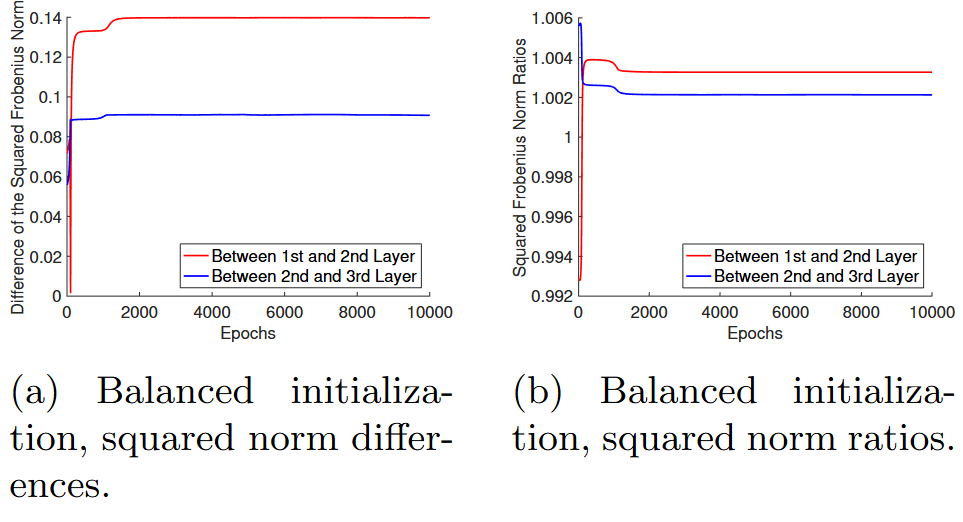 Difference of the Squared Frobenius Norm
0.14
0.12
0.1
0.08
0.06
0.04
0.02
0
0 2000 4000 6000 8000 10000
Epochs
Between 1st and 2nd Layer
Between 2nd and 3rd Layer
(a) Balanced initializa-
tion, squared norm differ-
ences.
Squared Frobenius Norm Ratios
1.006
1.004
1.002
1
0.998
0.996
0.994
0.992
0 2000 4000 6000 8000 10000
Epochs
Between 1st and 2nd Layer
Between 2nd and 3rd Layer
(b) Balanced initializa-
tion, squared norm ratios.